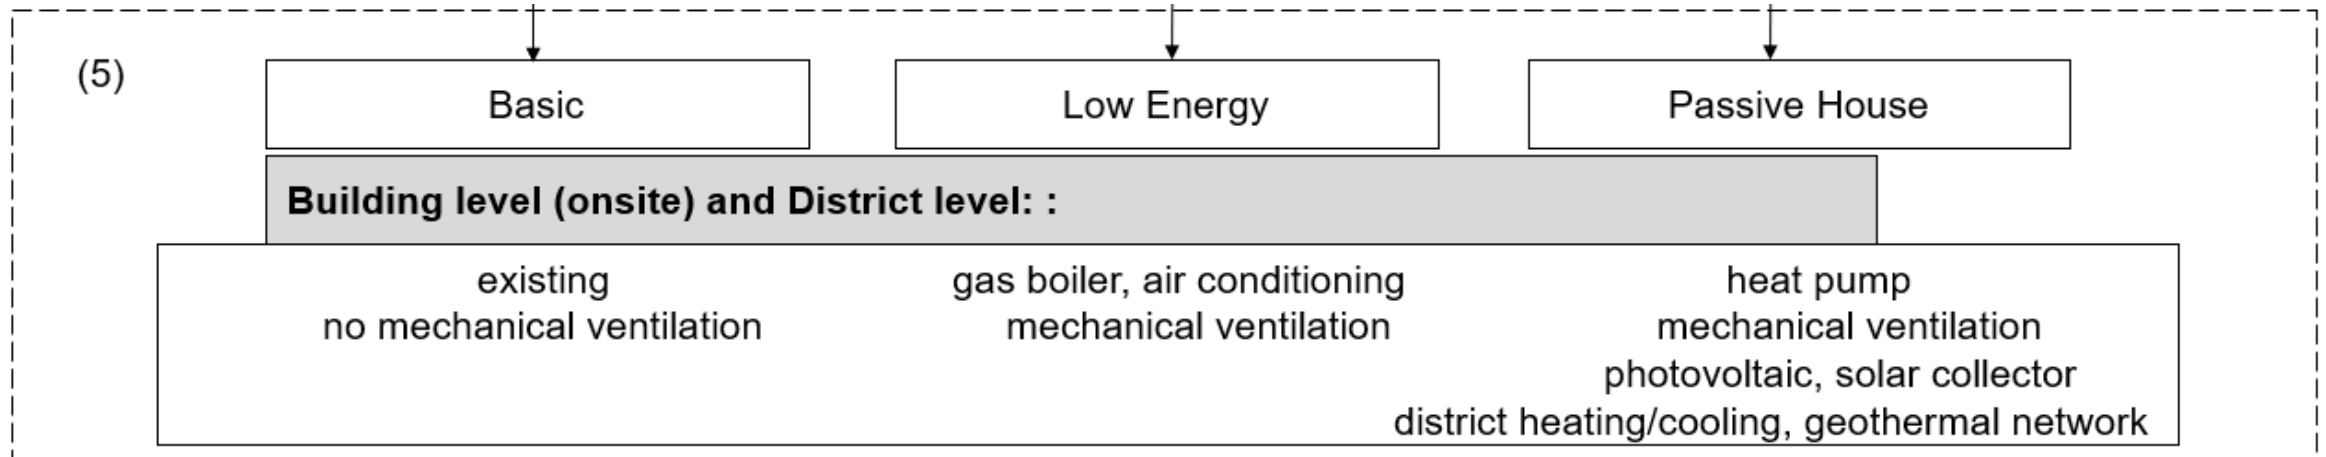 (5)
Basic
Low Energy
Passive House
Building level (onsite) and District level: :
existing
no mechanical ventilation
gas boiler, air conditioning
mechanical ventilation
heat pump
mechanical ventilation
photovoltaic, solar collector
district heating/cooling, geothermal network